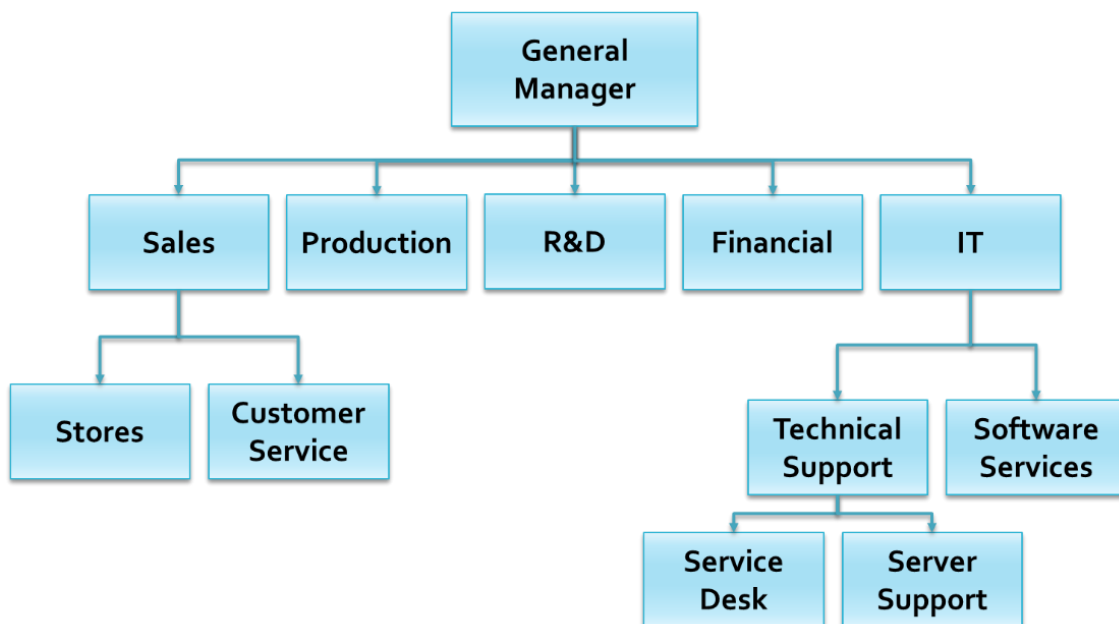 General
Manager
Sales
Production
R&D
Financial
IT
Stores
Customer
Service
Technical
Support
Software
Services
Service
Desk
Server
Support